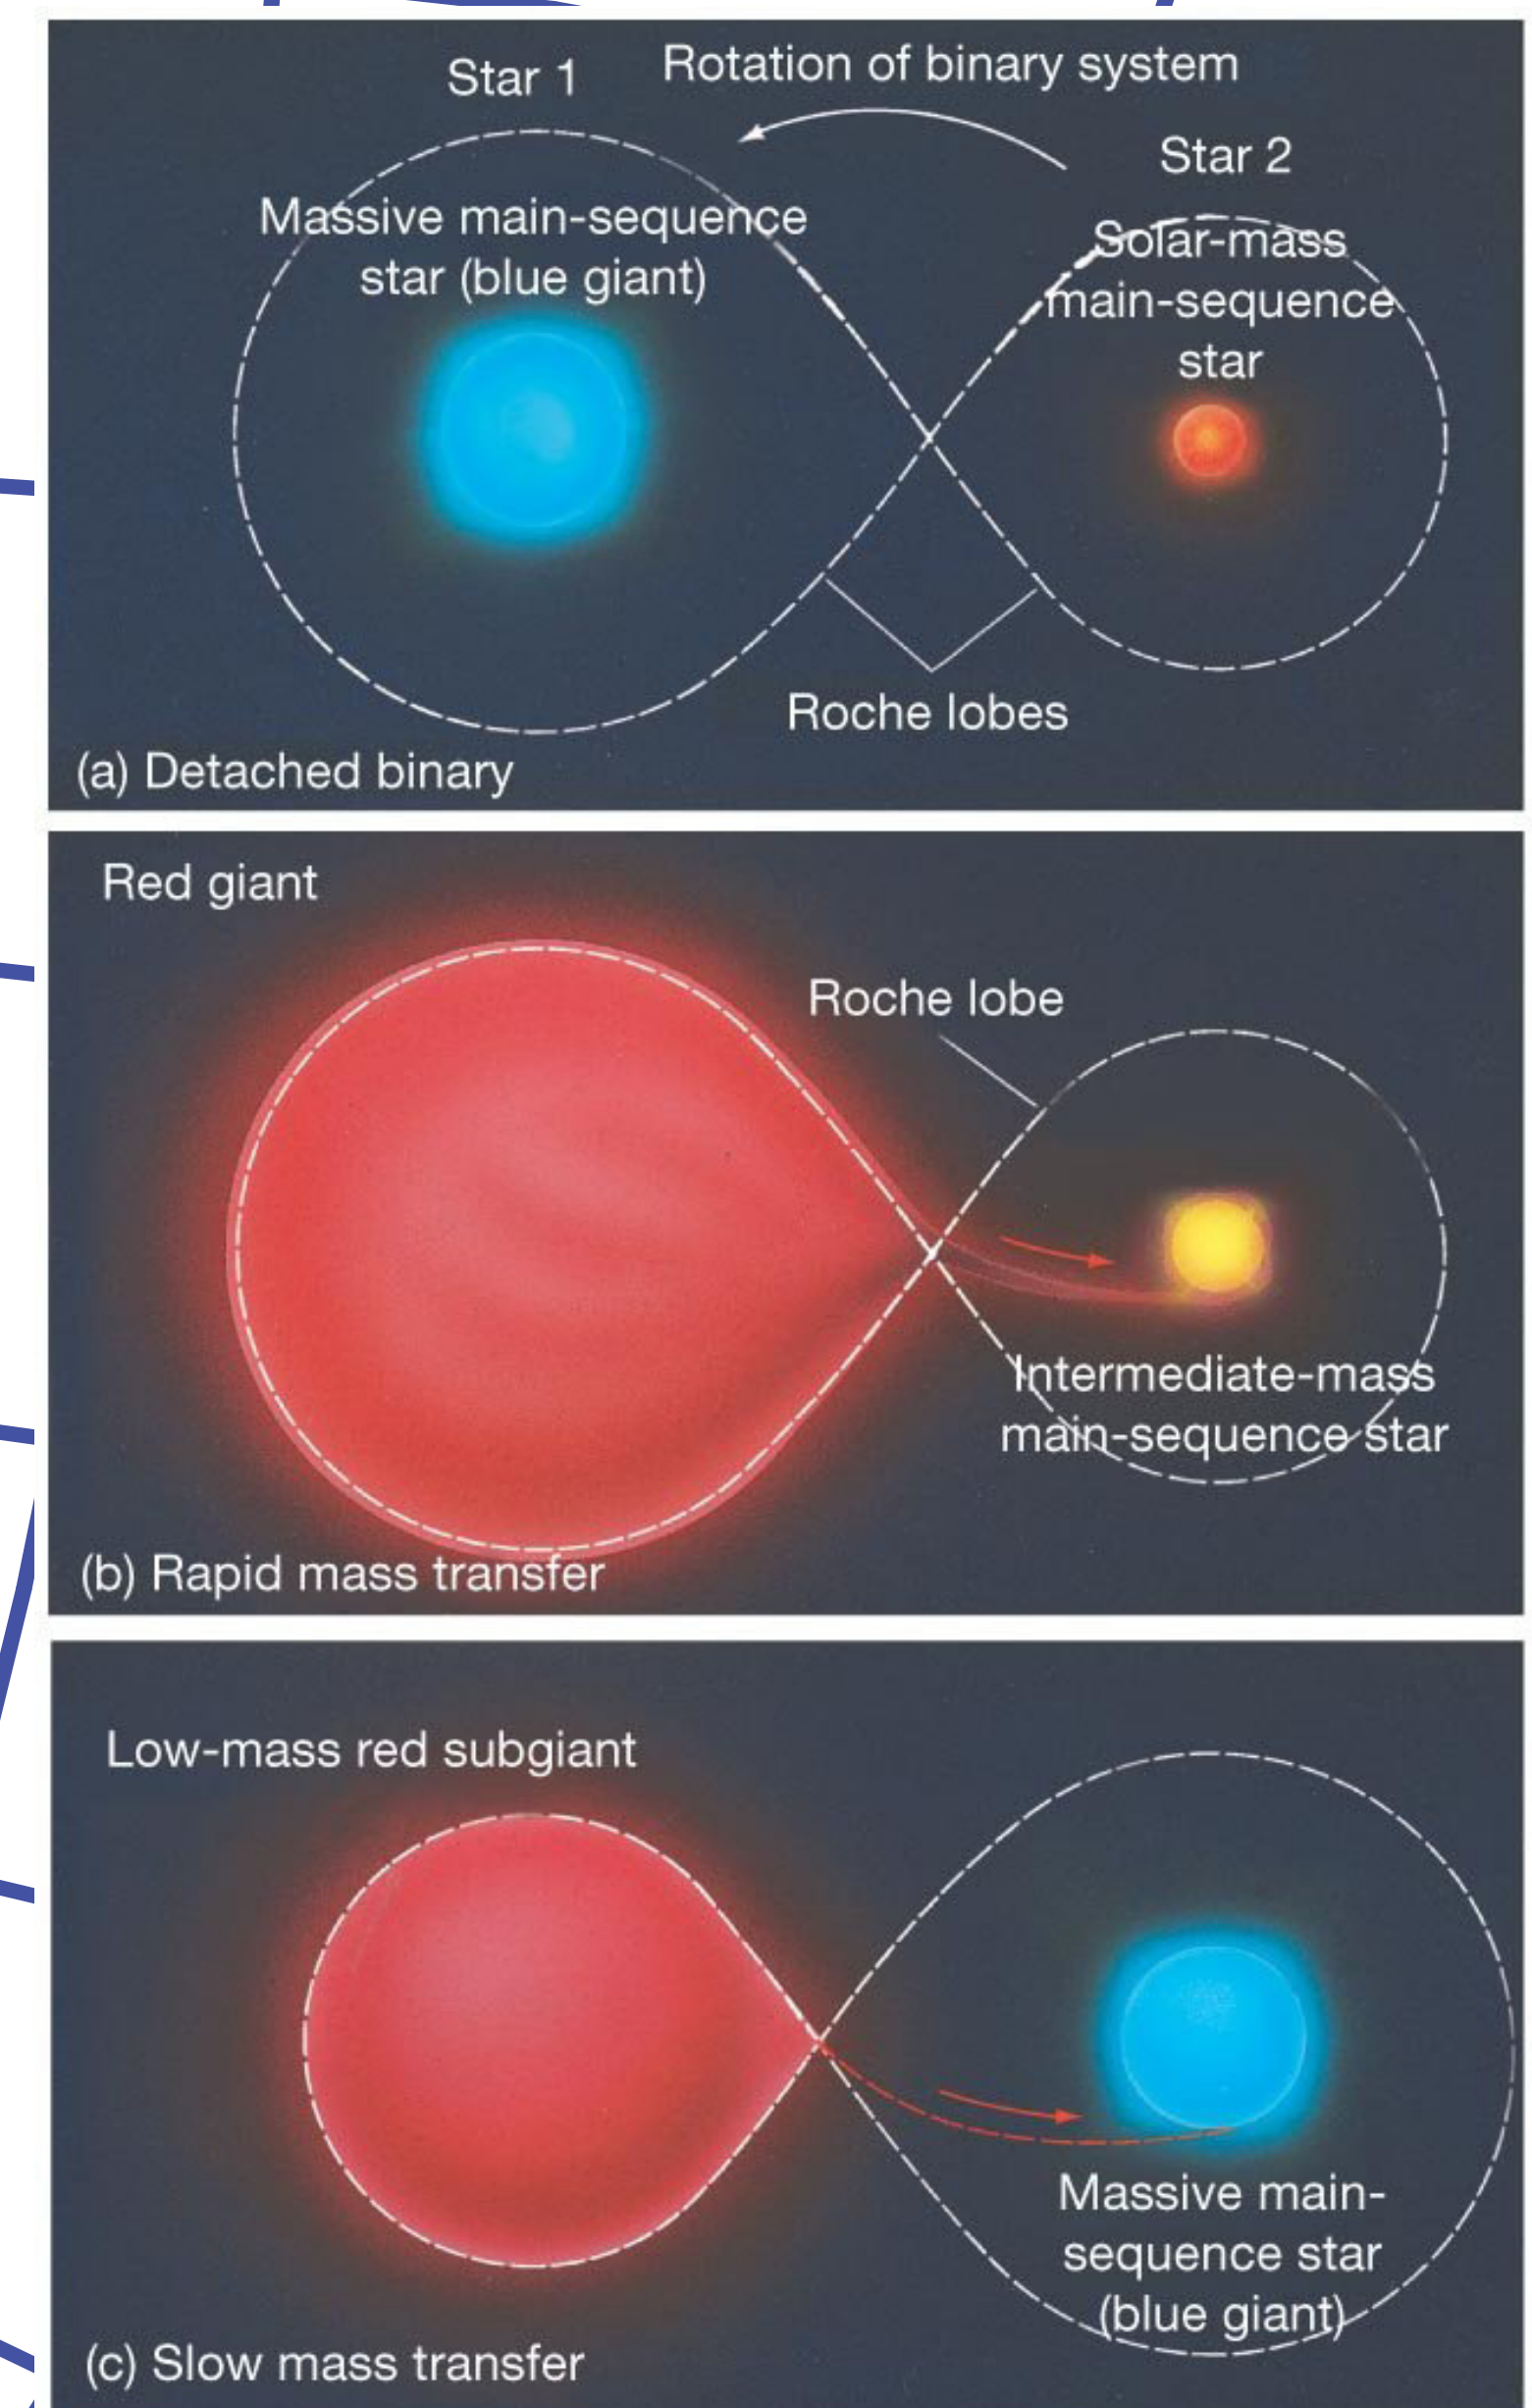 Star 1
Rotation of binary system
Star 2
Massive main-sequence
star (blue giant)
Solar-mass
main-sequence
star
Roche lobes
(a) Detached binary
Red giant
Roche lobe
Intermediate-mass
main-sequence star
(b) Rapid mass transfer
Low-mass red subgiant
Massive main-
sequence star
(blue giant)
(c) Slow mass transfer